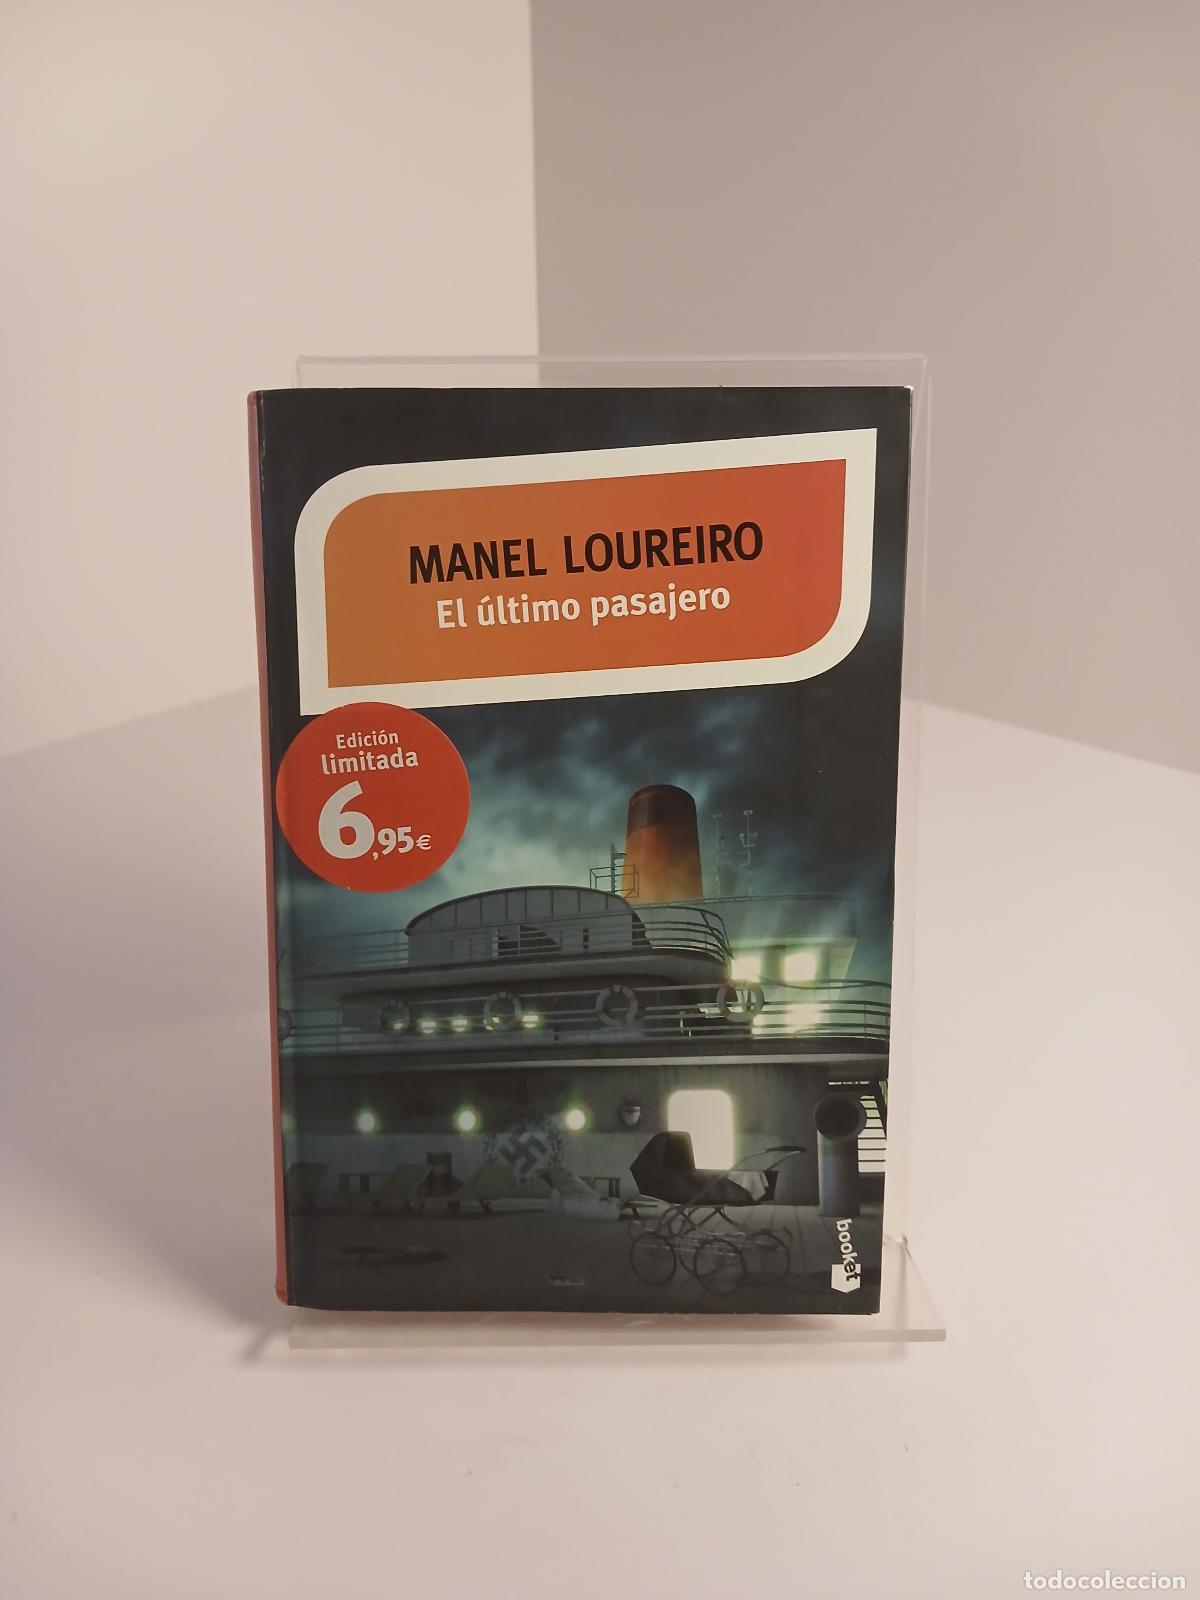 MANEL LOUREIRO
El último pasajero
Edición
limitada
6,95€
booket
todocoleccion